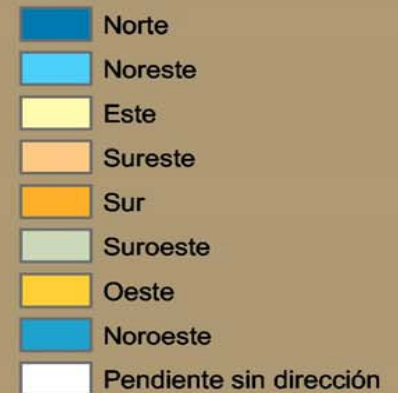 Norte
Noreste
Este
Sureste
Sur
Suroeste
Oeste
Noroeste
Pendiente sin dirección